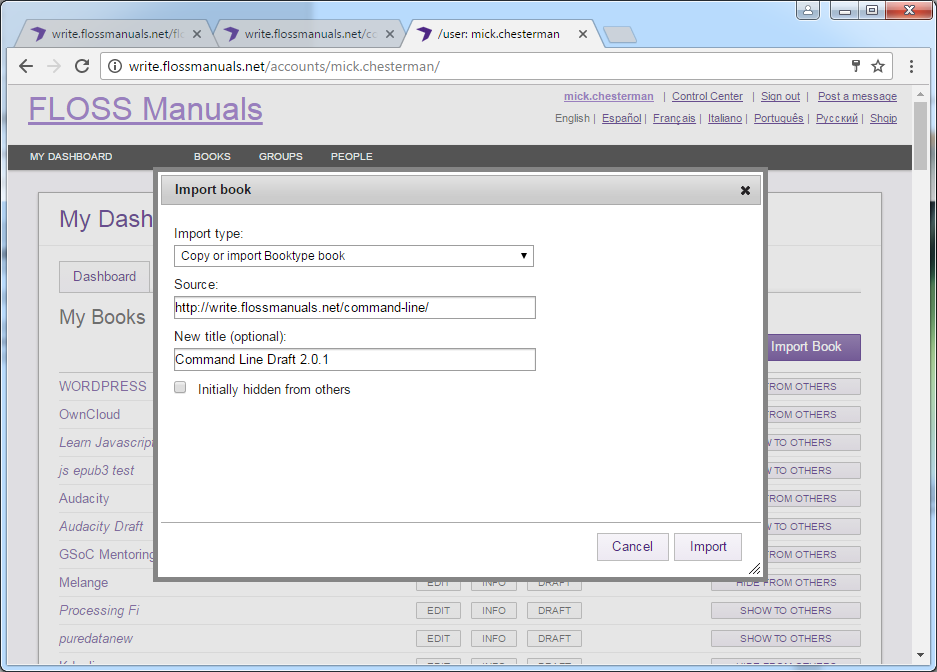 write.flossmanuals.net/fl
write.flossmanuals.net/co
/user: mick.chesterman
write.flossmanuals.net/accounts/mick.chesterman/
FLOSS Manuals
mick.chesterman | Control Center | Sign out | Post a message
English | Español | Français | Italiano | Português | Русский | Shqip
MY DASHBOARD BOOKS GROUPS PEOPLE
My Dash
Import book
Import type:
Copy or import Booktype book
Source:
http://write.flossmanuals.net/command-line/
New title (optional):
Command Line Draft 2.0.1
Initially hidden from others
Cancel Import
Dashboard
My Books
Import Book
WORDPRESS FROM OTHERS
OwnCloud FROM OTHERS
Learn Javascript TO OTHERS
js epub3 test TO OTHERS
Audacity FROM OTHERS
Audacity Draft TO OTHERS
GSoC Mentoring FROM OTHERS
Melange EDIT INFO DRAFT HIDE FROM OTHERS
Processing Fi EDIT INFO DRAFT SHOW TO OTHERS
puredatanew EDIT INFO DRAFT SHOW TO OTHERS